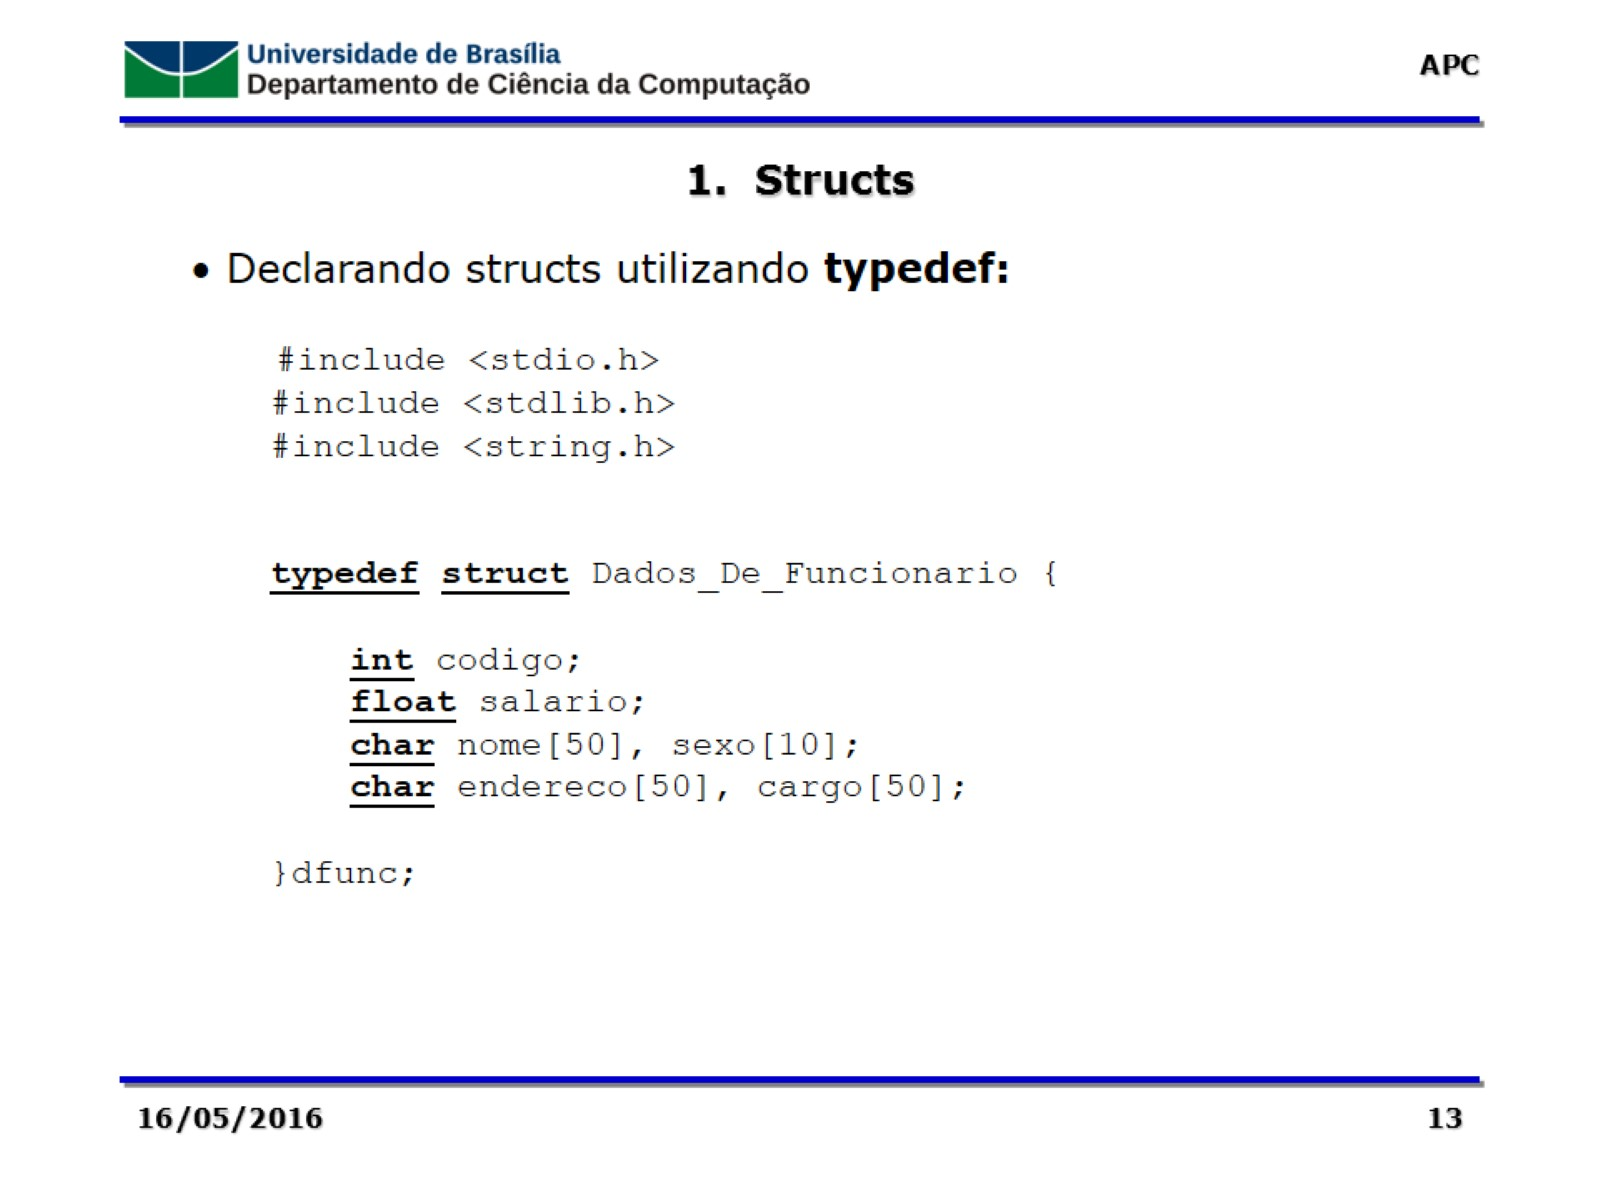 Universidade de Brasília
Departamento de Ciência da Computação
APC
1. Structs
• Declarando structs utilizando typedef:
#include <stdio.h>
#include <stdlib.h>
#include <string.h>
typedef struct Dados_De_Funcionario {
int codigo;
float salario;
char nome[50], sexo[10];
char endereco[50], cargo[50];
}dfunc;
16/05/2016
13